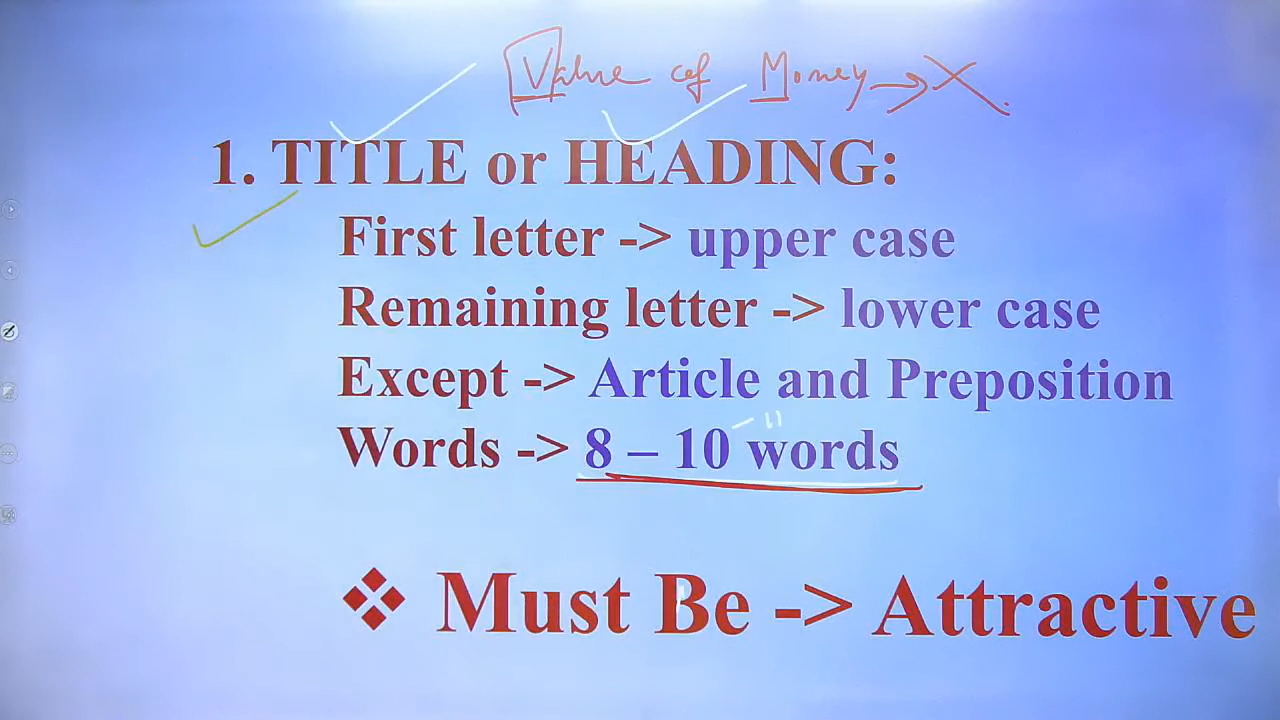 Value of Money → X
1. TITLE or HEADING:
First letter -> upper case
Remaining letter -> lower case
Except -> Article and Preposition
Words -> 8 – 10 words
❖ Must Be -> Attractive